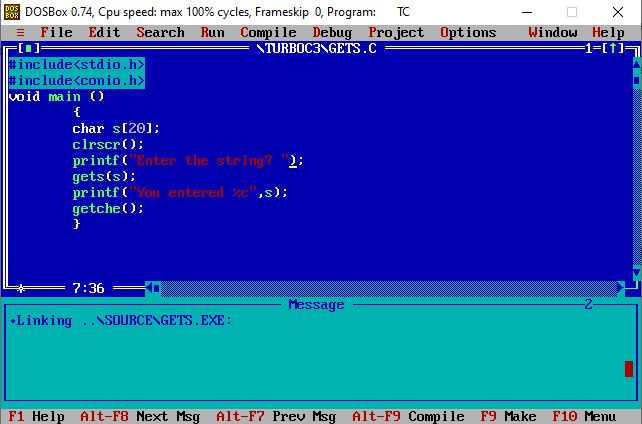 DOSBox 0.74, Cpu speed: max 100% cycles, Frameskip 0, Program: TC
≡ File Edit Search Run Compile Debug Project Options Window Help
[■] \TURBOC3\GETS.C 1=[↑]
#include<stdio.h>
#include<conio.h>
void main ()
{
char s[20];
clrscr();
printf("Enter the string? ");
gets(s);
printf("You entered %c",s);
getche();
}
7:36
Message 2
•Linking ..\SOURCE\GETS.EXE:
F1 Help Alt-F8 Next Msg Alt-F7 Prev Msg Alt-F9 Compile F9 Make F10 Menu